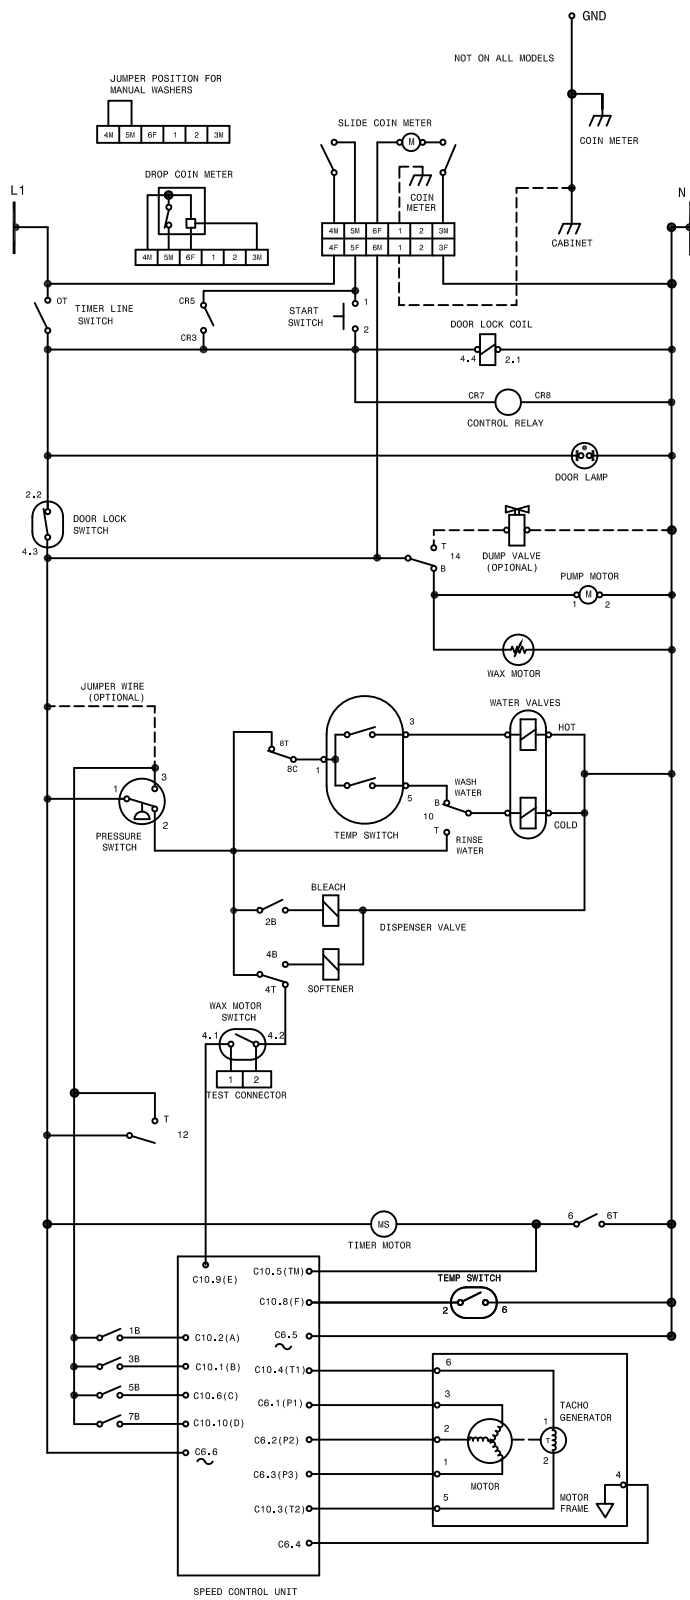 GND
NOT ON ALL MODELS
JUMPER POSITION FOR
MANUAL WASHERS
4M 5M 6F 1 2 3M
SLIDE COIN METER
M
COIN METER
DROP COIN METER
L1
COIN
METER
N
4M 5M 6F 1 2 3M
4F 5F 6M 1 2 3F
CABINET
4M 5M 6F 1 2 3M
OT
TIMER LINE
SWITCH
CR5
CR3
START
SWITCH
1
2
DOOR LOCK COIL
4.4 2.1
CR7 CR8
CONTROL RELAY
DOOR LAMP
2.2
DOOR LOCK
SWITCH
4.3
T
14
B
DUMP VALVE
(OPIONAL)
PUMP MOTOR
1 M 2
WAX MOTOR
JUMPER WIRE
(OPTIONAL)
WATER VALVES
3
HOT
8T
8C
1
3
1
2
PRESSURE
SWITCH
5
WASH
WATER
B
10
T
RINSE
WATER
COLD
TEMP SWITCH
BLEACH
2B
DISPENSER VALVE
4B
4T
SOFTENER
WAX MOTOR
SWITCH
4.1 4.2
1 2
TEST CONNECTOR
T
12
MS
TIMER MOTOR
6 6T
C10.9(E)
C10.5(TM)
TEMP SWITCH
C10.8(F)
2 6
C6.5
1B
C10.2(A)
3B
C10.1(B)
5B
C10.6(C)
7B
C10.10(D)
C6.6
C10.4(T1)
6
C6.1(P1)
3
C6.2(P2)
2
C6.3(P3)
1
C10.3(T2)
5
C6.4
TACHO
GENERATOR
1
T
2
MOTOR
MOTOR
FRAME
4
SPEED CONTROL UNIT